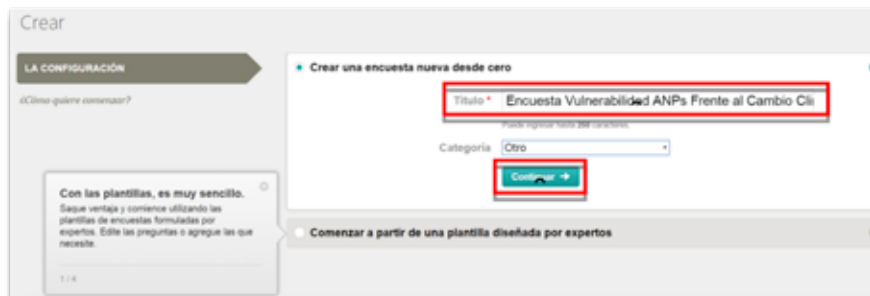 Crear
LA CONFIGURACIÓN
¿Cómo quiere comenzar?
Crear una encuesta nueva desde cero
Título * Encuesta Vulnerabilidad ANPs Frente al Cambio Cli
Puede ingresar hasta 250 caracteres.
Categoría Otro
Continuar →
Con las plantillas, es muy sencillo.
Saque ventaja y comience utilizando las
plantillas de encuestas formuladas por
expertos. Edite las preguntas o agregue las que
necesite.
1 / 4
Comenzar a partir de una plantilla diseñada por expertos